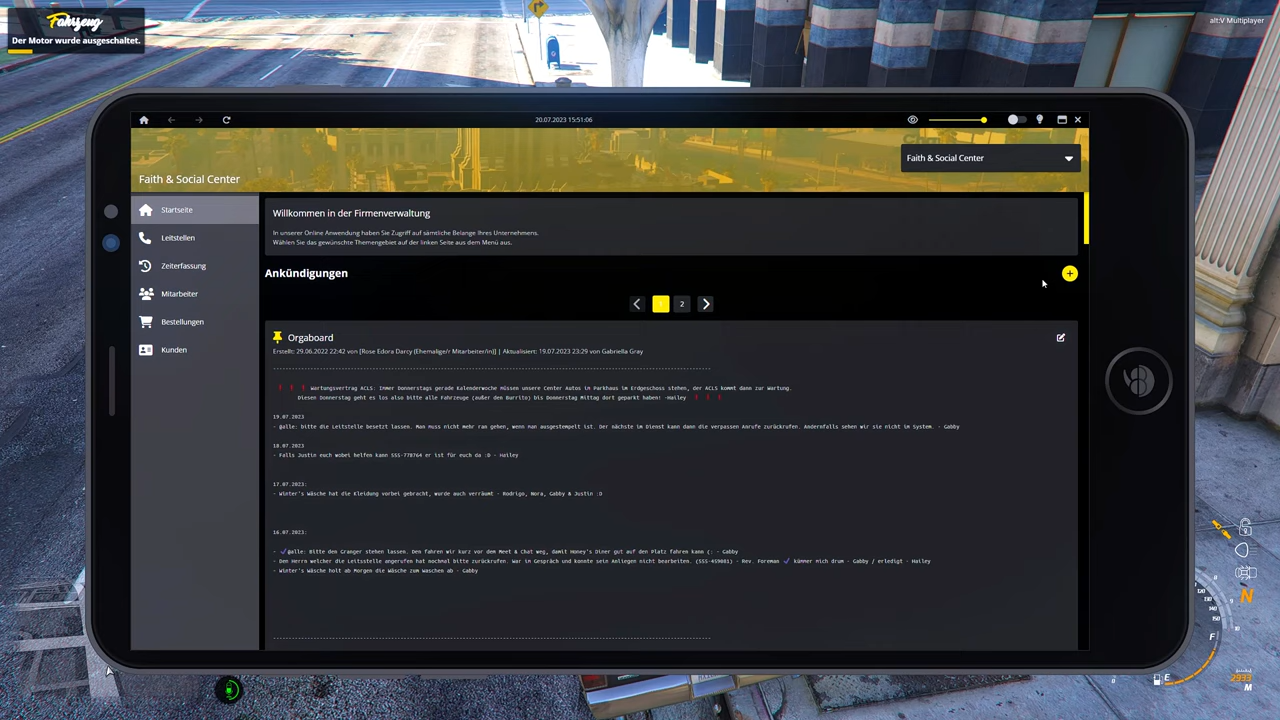 Fahrzeug
Der Motor wurde ausgeschaltet.
alt:V Multiplayer
20.07.2023 15:51:06
Faith & Social Center
Faith & Social Center
Startseite
Leitstellen
Zeiterfassung
Mitarbeiter
Bestellungen
Kunden
Willkommen in der Firmenverwaltung
In unserer Online Anwendung haben Sie Zugriff auf sämtliche Belange Ihres Unternehmens.
Wählen Sie das gewünschte Themengebiet auf der linken Seite aus dem Menü aus.
Ankündigungen
1 2
Orgaboard
Erstellt: 29.06.2022 22:42 von [Rose Edora Darcy (Ehemalige/r Mitarbeiter/in)] | Aktualisiert: 19.07.2023 23:29 von Gabriella Gray
Wartungsvertrag ACLS: Immer Donnerstags gerade Kalenderwoche müssen unsere Center Autos in Parkhaus im Erdgeschoss stehen, der ACLS kommt dann zur Wartung.
Diesen Donnerstag geht es los also bitte alle Fahrzeuge (außer den Burrito) bis Donnerstag Mittag dort geparkt haben! -Hailey
19.07.2023
- @alle: bitte die Leitstelle besetzt lassen. Man muss nicht mehr ran gehen, wenn man ausgestempelt ist. Der nächste im Dienst kann dann die verpassen Anrufe zurückrufen. Andernfalls sehen wir sie nicht im System. - Gabby
18.07.2023
- Falls Justin euch wobei helfen kann 555-778764 er ist für euch da :D - Hailey
17.07.2023:
- Winter's Wäsche hat die Kleidung vorbei gebracht, wurde auch verräumt - Rodrigo, Nora, Gabby & Justin :D
16.07.2023:
- ✓@alle: Bitte den Granger stehen lassen. Den fahren wir kurz vor dem Meet & Chat weg, damit Honey's Diner gut auf den Platz fahren kann (: - Gabby
- Den Herrn welcher die Leitsstelle angerufen hat nochmal bitte zurückrufen. War im Gespräch und konnte sein Anliegen nicht bearbeiten. (555-459081) - Rev. Foreman ✓ kümmer mich drum - Gabby / erledigt - Hailey
- Winter's Wäsche holt ab Morgen die Wäsche zum Waschen ab - Gabby
N
F
E
2933
M